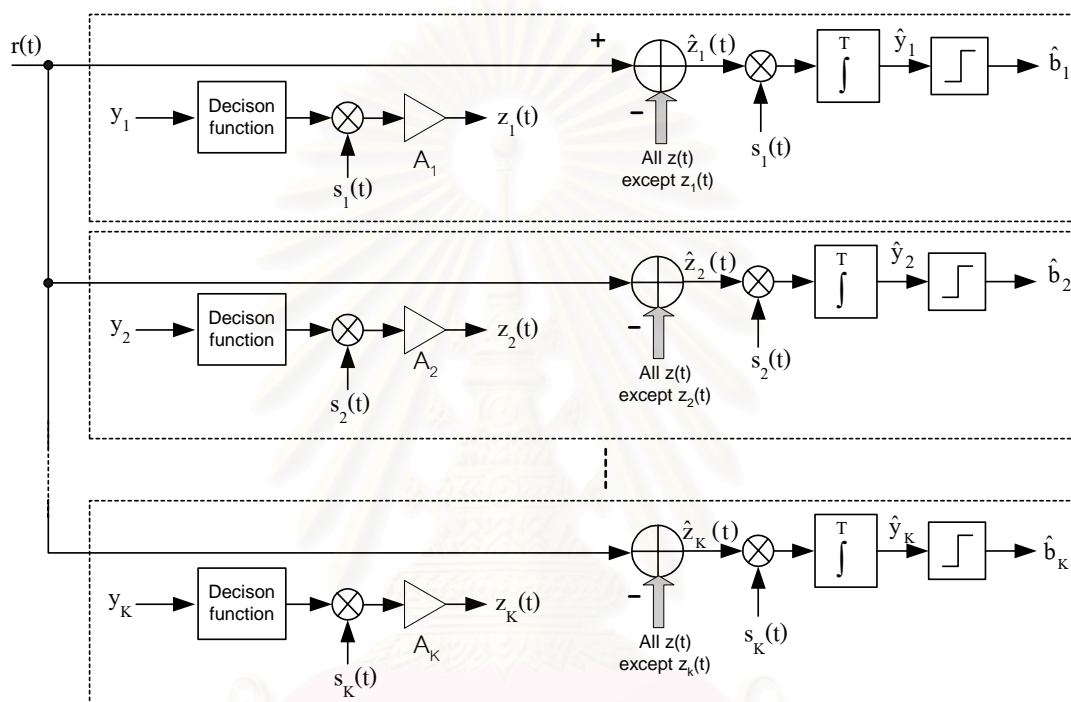 r(t)
+
ẑ₁(t)
T
∫
ŷ₁
b̂₁
y₁
Decison
function
z₁(t)
A₁
s₁(t)
−
All z(t)
except z₁(t)
s₁(t)
ẑ₂ (t)
T
∫
ŷ₂
b̂₂
y₂
Decison
function
z₂(t)
A₂
s₂(t)
−
All z(t)
except z₂(t)
s₂(t)
ẑ_K (t)
T
∫
ŷ_K
b̂_K
y_K
Decison
function
z_K(t)
A_K
s_K(t)
−
All z(t)
except z_k(t)
s_K(t)